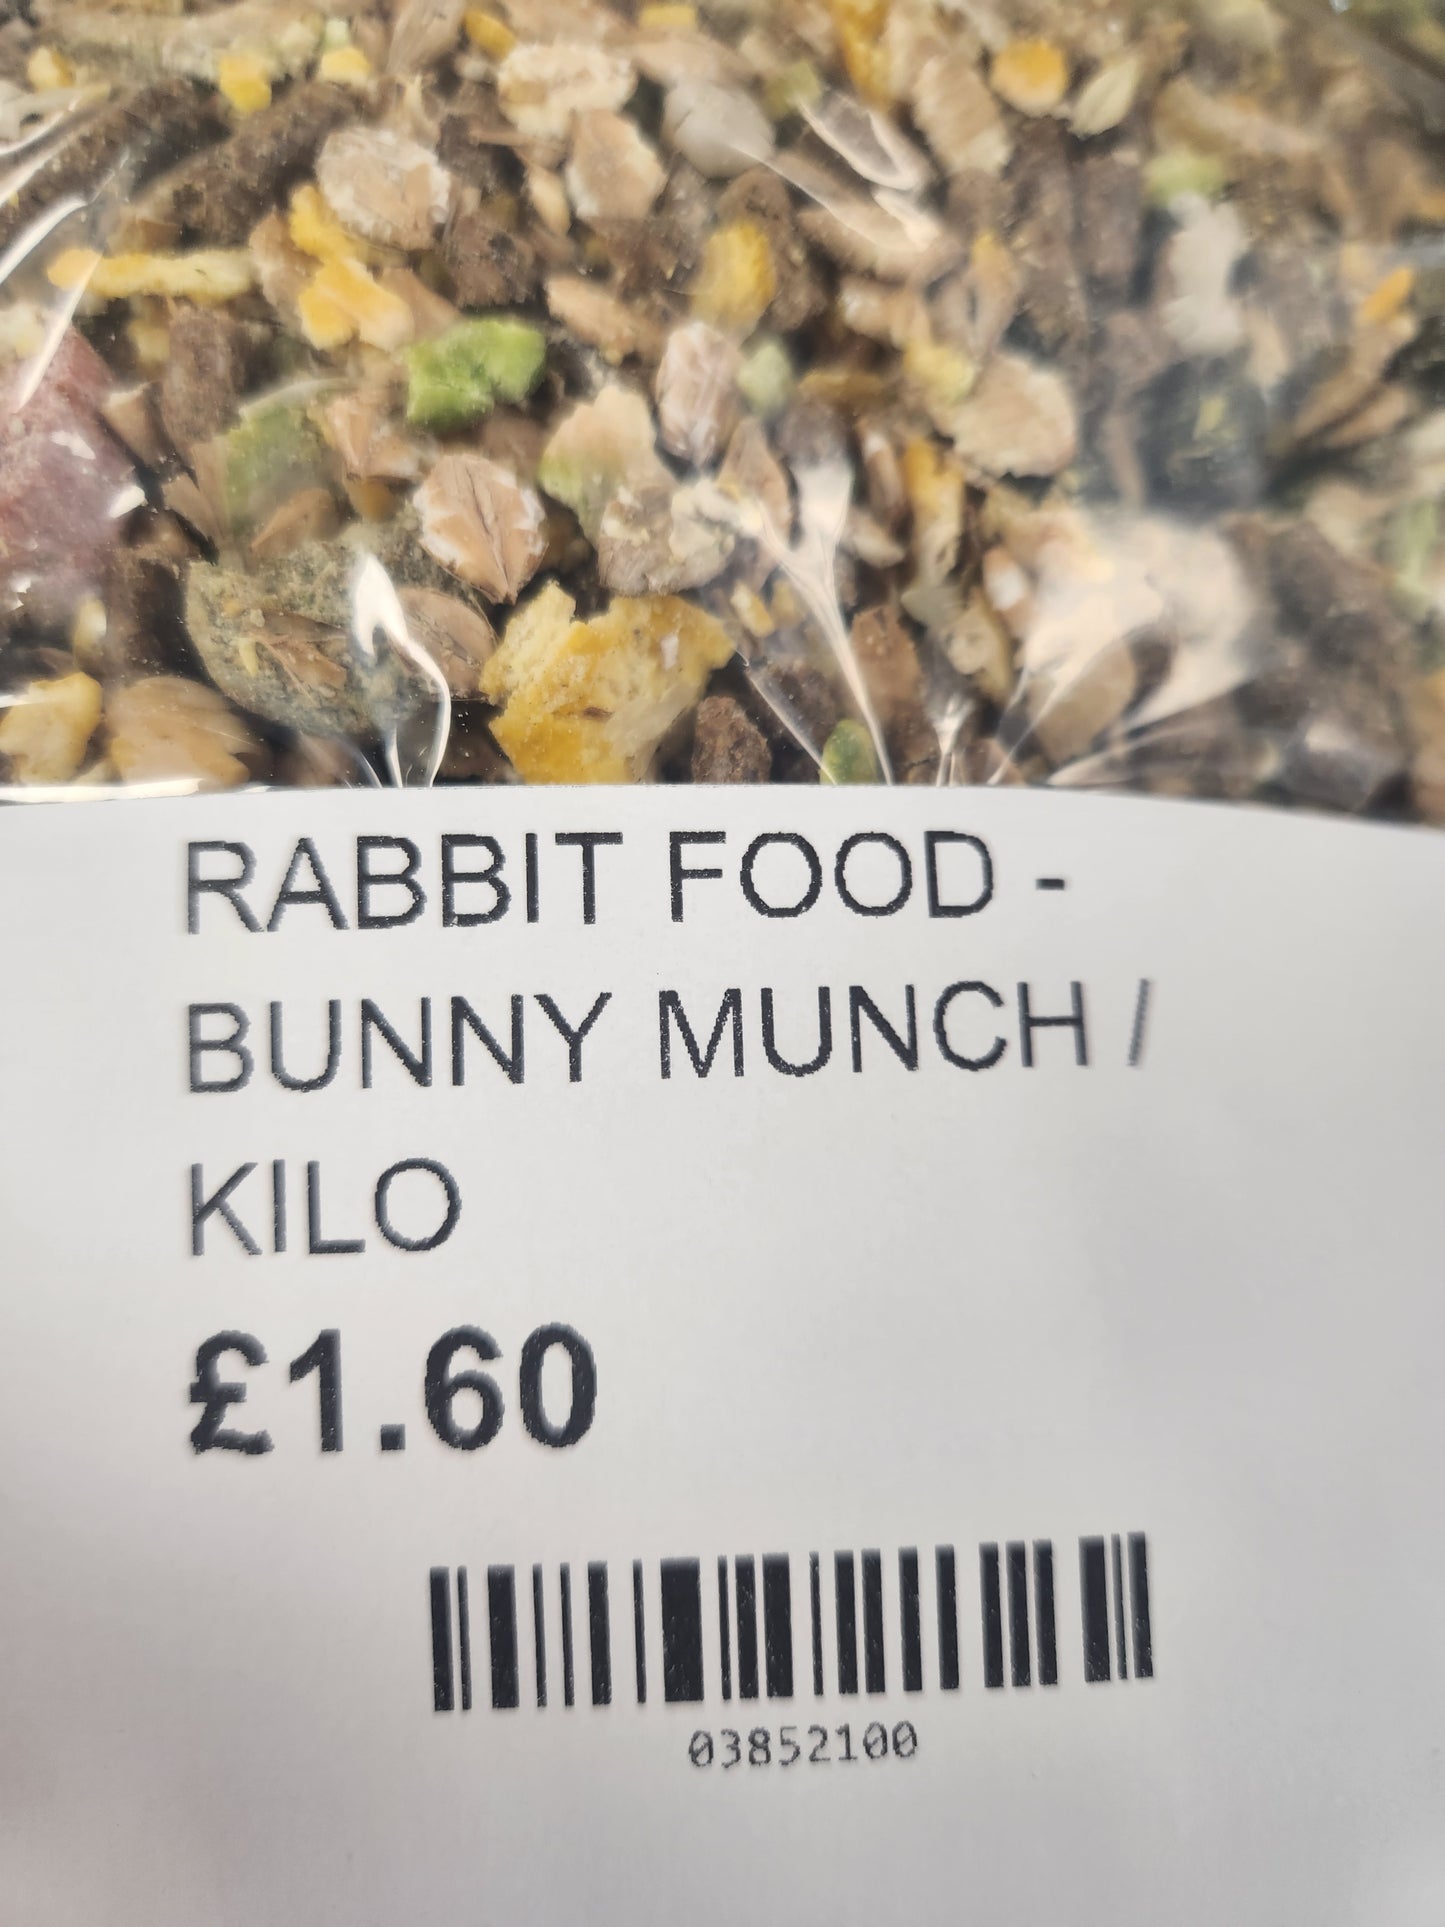 RABBIT FOOD -
BUNNY MUNCH /
KILO
£1.60
03852100